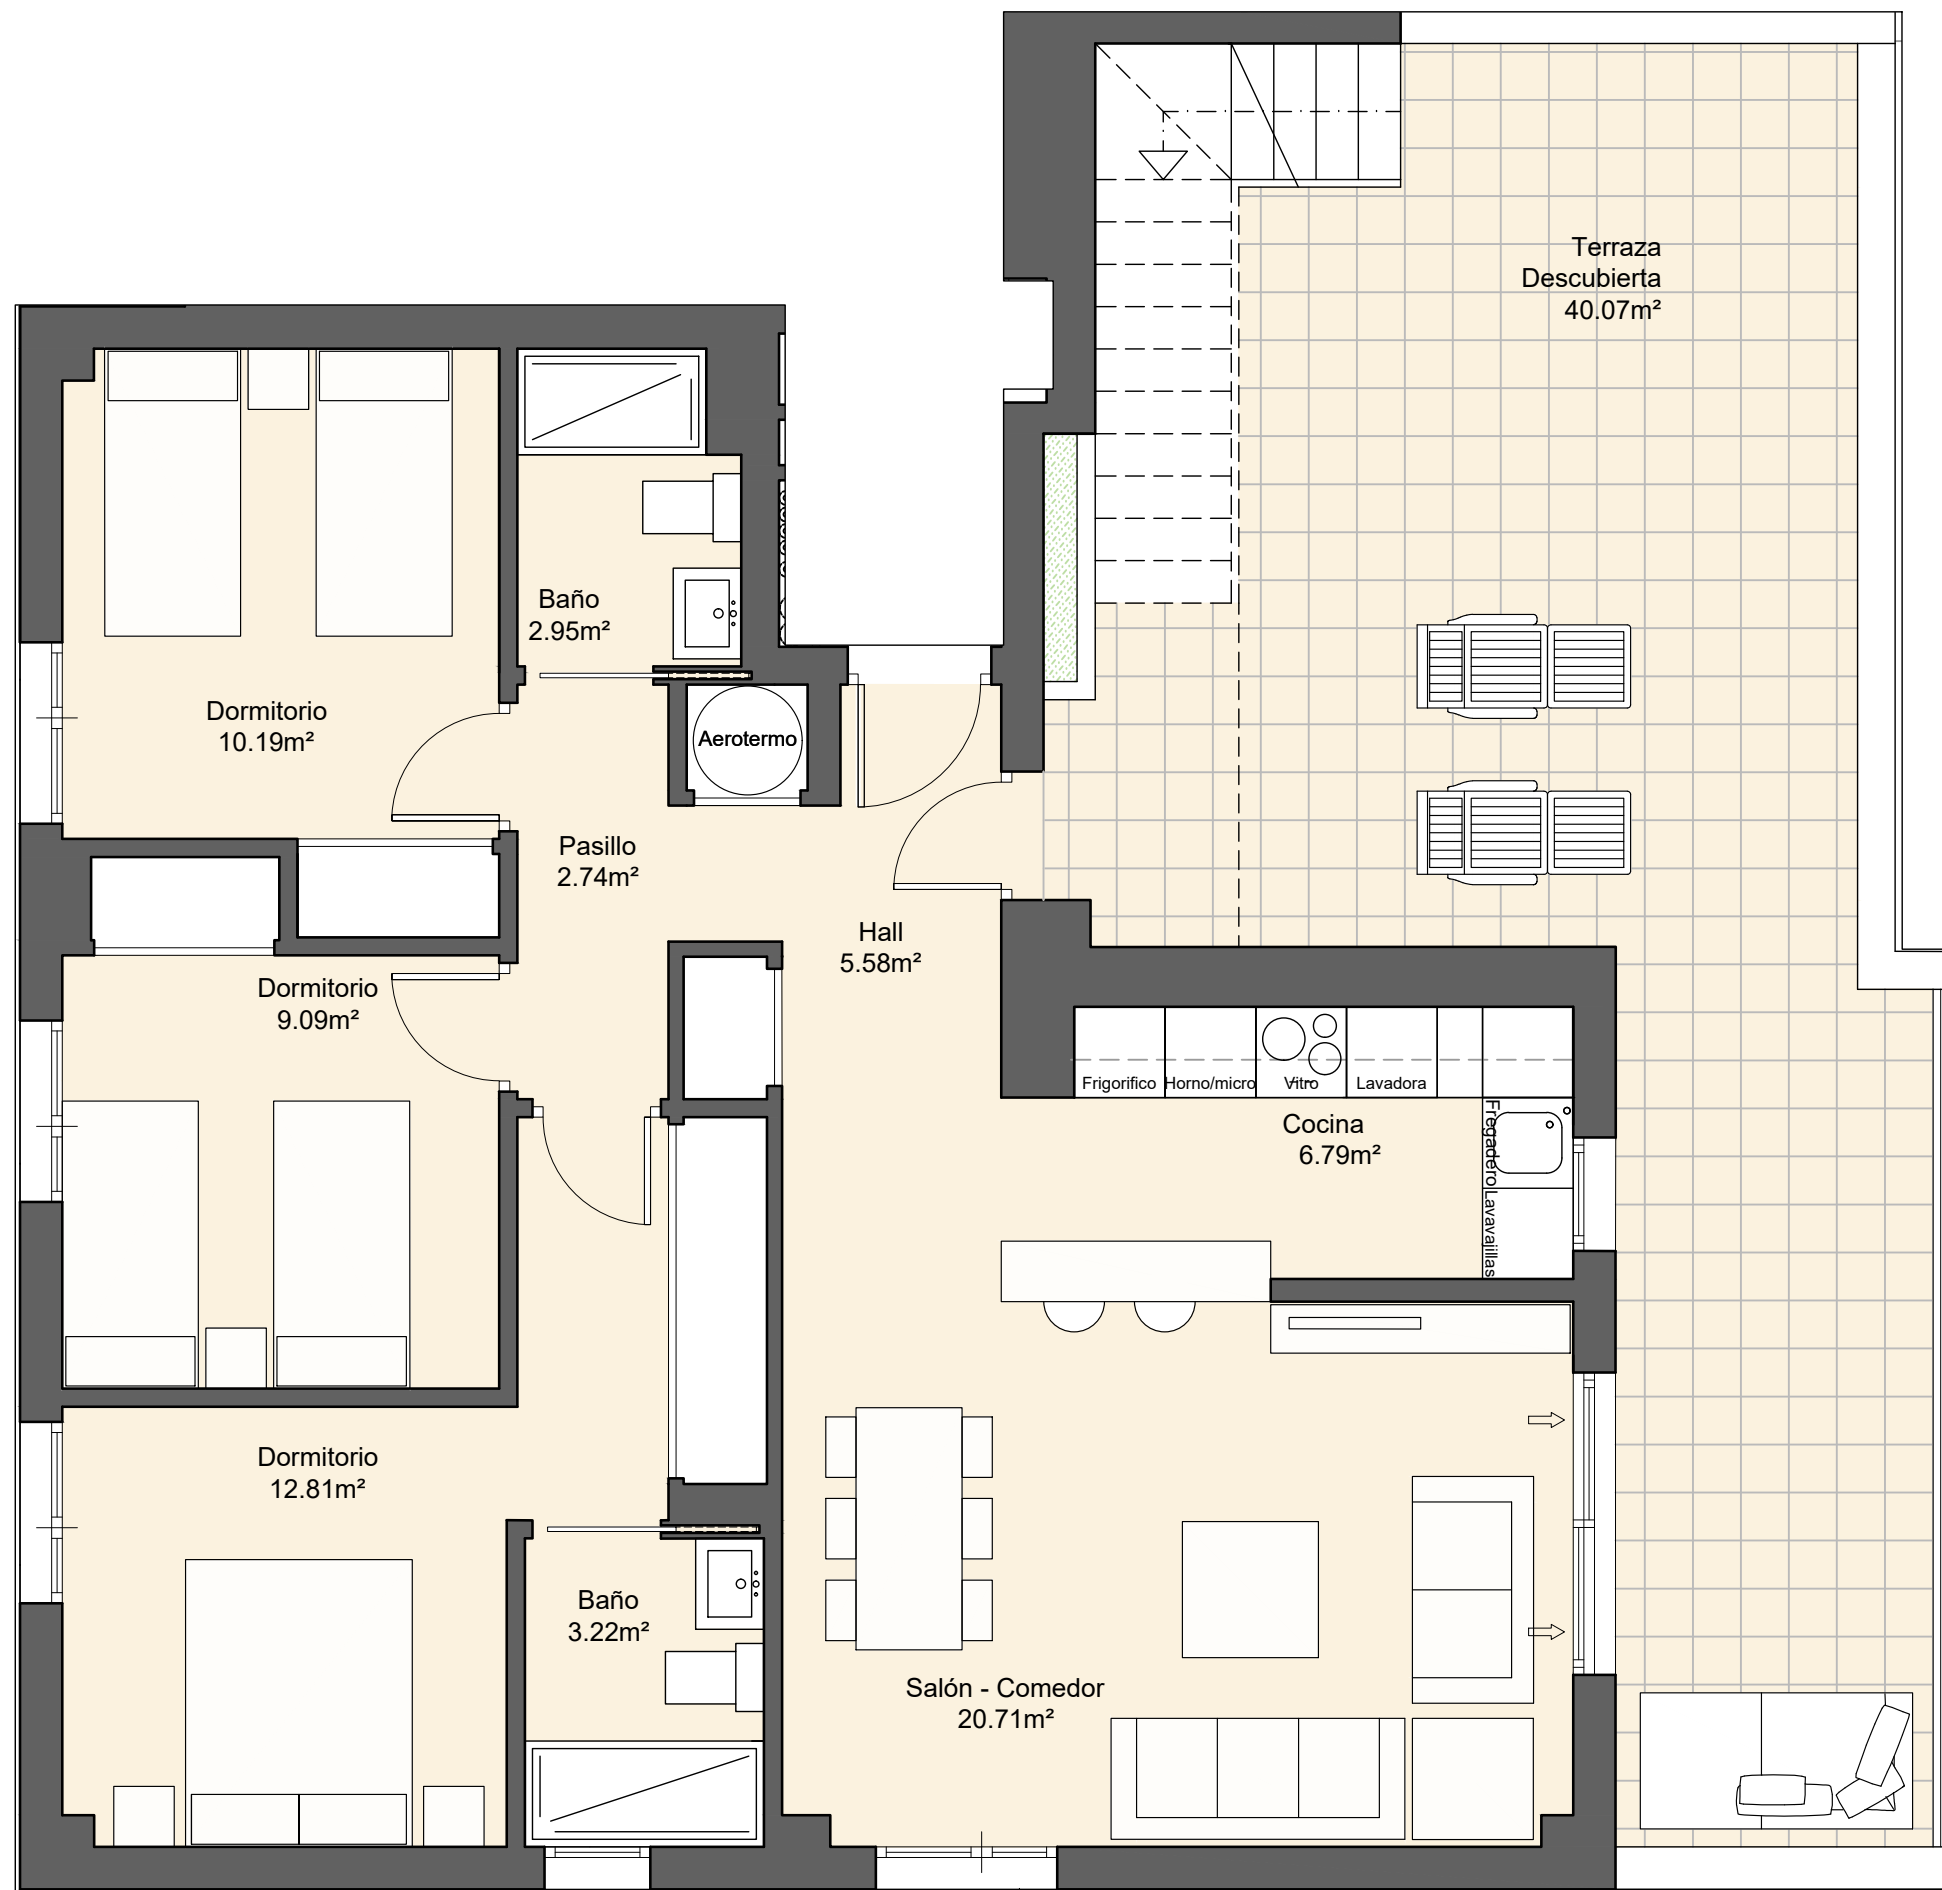 Terraza
Descubierta
40.07m²
Baño
2.95m²
Dormitorio
10.19m²
Aerotermo
Pasillo
2.74m²
Hall
5.58m²
Dormitorio
9.09m²
Frigorifico
Horno/micro
Vitro
Lavadora
Cocina
6.79m²
Fregadero
Lavavajillas
Dormitorio
12.81m²
Baño
3.22m²
Salón - Comedor
20.71m²